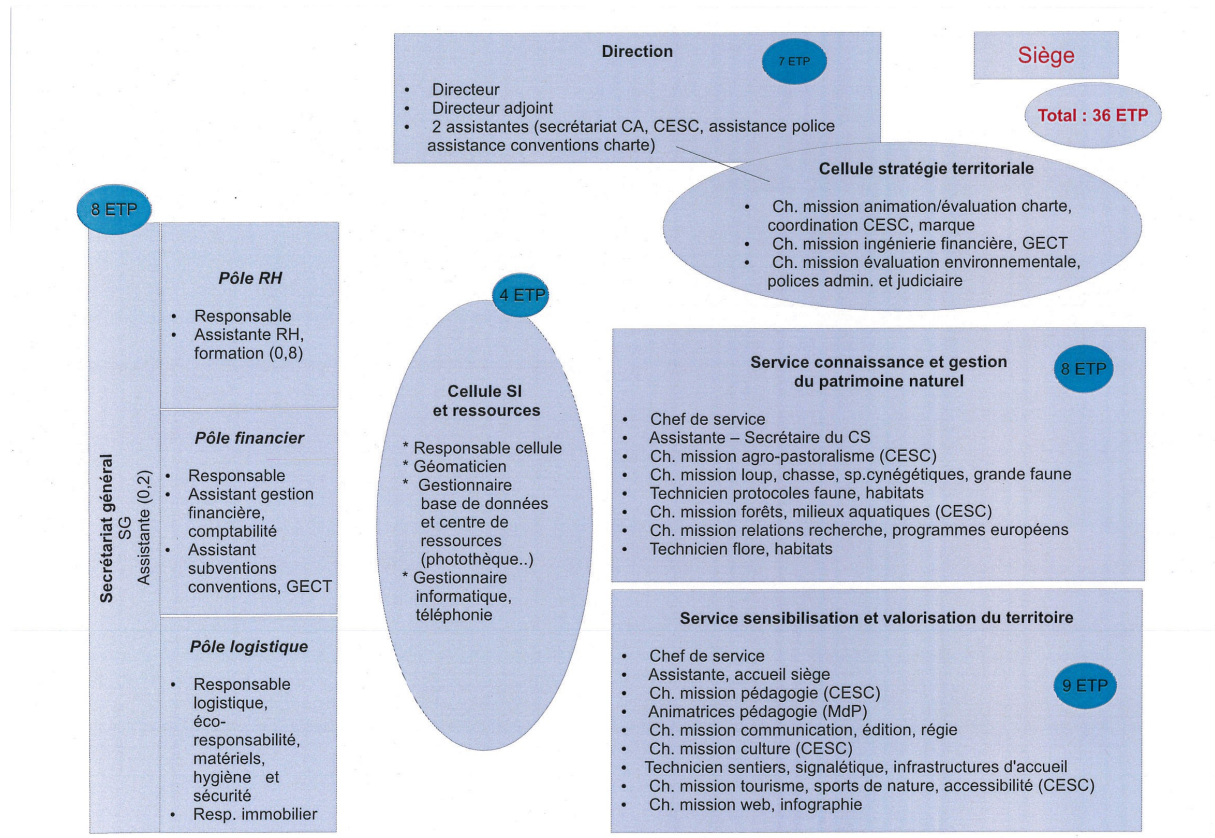 Direction
7 ETP
• Directeur
• Directeur adjoint
• 2 assistantes (secrétariat CA, CESC, assistance police
assistance conventions charte)
Siège
Total : 36 ETP
Cellule stratégie territoriale
• Ch. mission animation/évaluation charte,
coordination CESC, marque
• Ch. mission ingénierie financière, GECT
• Ch. mission évaluation environnementale,
polices admin. et judiciaire
8 ETP
Secrétariat général
SG
Assistante (0,2)
Pôle RH
• Responsable
• Assistante RH,
formation (0,8)
Pôle financier
• Responsable
• Assistant gestion
financière,
comptabilité
• Assistant
subventions
conventions, GECT
Pôle logistique
• Responsable
logistique,
éco-
responsabilité,
matériels,
hygiène et
sécurité
• Resp. immobilier
4 ETP
Cellule SI
et ressources
* Responsable cellule
* Géomaticien
* Gestionnaire
base de données
et centre de
ressources
(photothèque..)
* Gestionnaire
informatique,
téléphonie
Service connaissance et gestion
du patrimoine naturel
8 ETP
• Chef de service
• Assistante – Secrétaire du CS
• Ch. mission agro-pastoralisme (CESC)
• Ch. mission loup, chasse, sp.cynégétiques, grande faune
• Technicien protocoles faune, habitats
• Ch. mission forêts, milieux aquatiques (CESC)
• Ch. mission relations recherche, programmes européens
• Technicien flore, habitats
Service sensibilisation et valorisation du territoire
9 ETP
• Chef de service
• Assistante, accueil siège
• Ch. mission pédagogie (CESC)
• Animatrices pédagogie (MdP)
• Ch. mission communication, édition, régie
• Ch. mission culture (CESC)
• Technicien sentiers, signalétique, infrastructures d'accueil
• Ch. mission tourisme, sports de nature, accessibilité (CESC)
• Ch. mission web, infographie